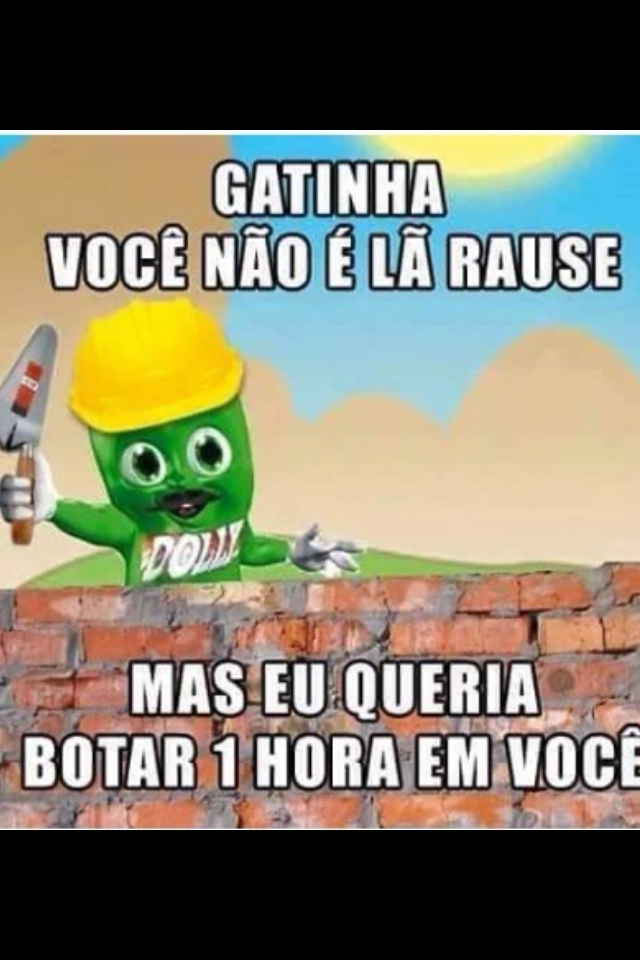 GATINHA
VOCÊ NÃO É LÃ RAUSE
DOLLY
MAS EU QUERIA
BOTAR 1 HORA EM VOCÊ